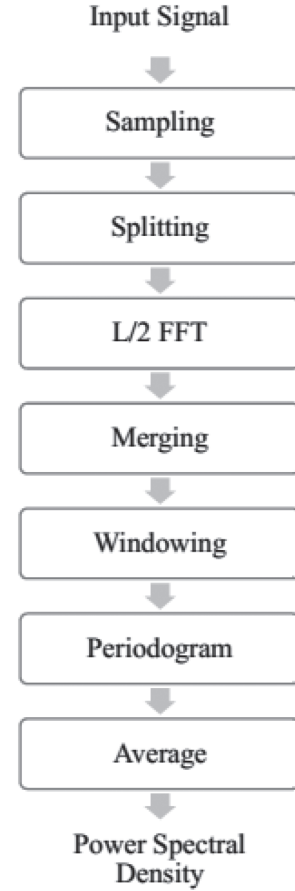 Input Signal
Sampling
Splitting
L/2 FFT
Merging
Windowing
Periodogram
Average
Power Spectral
Density